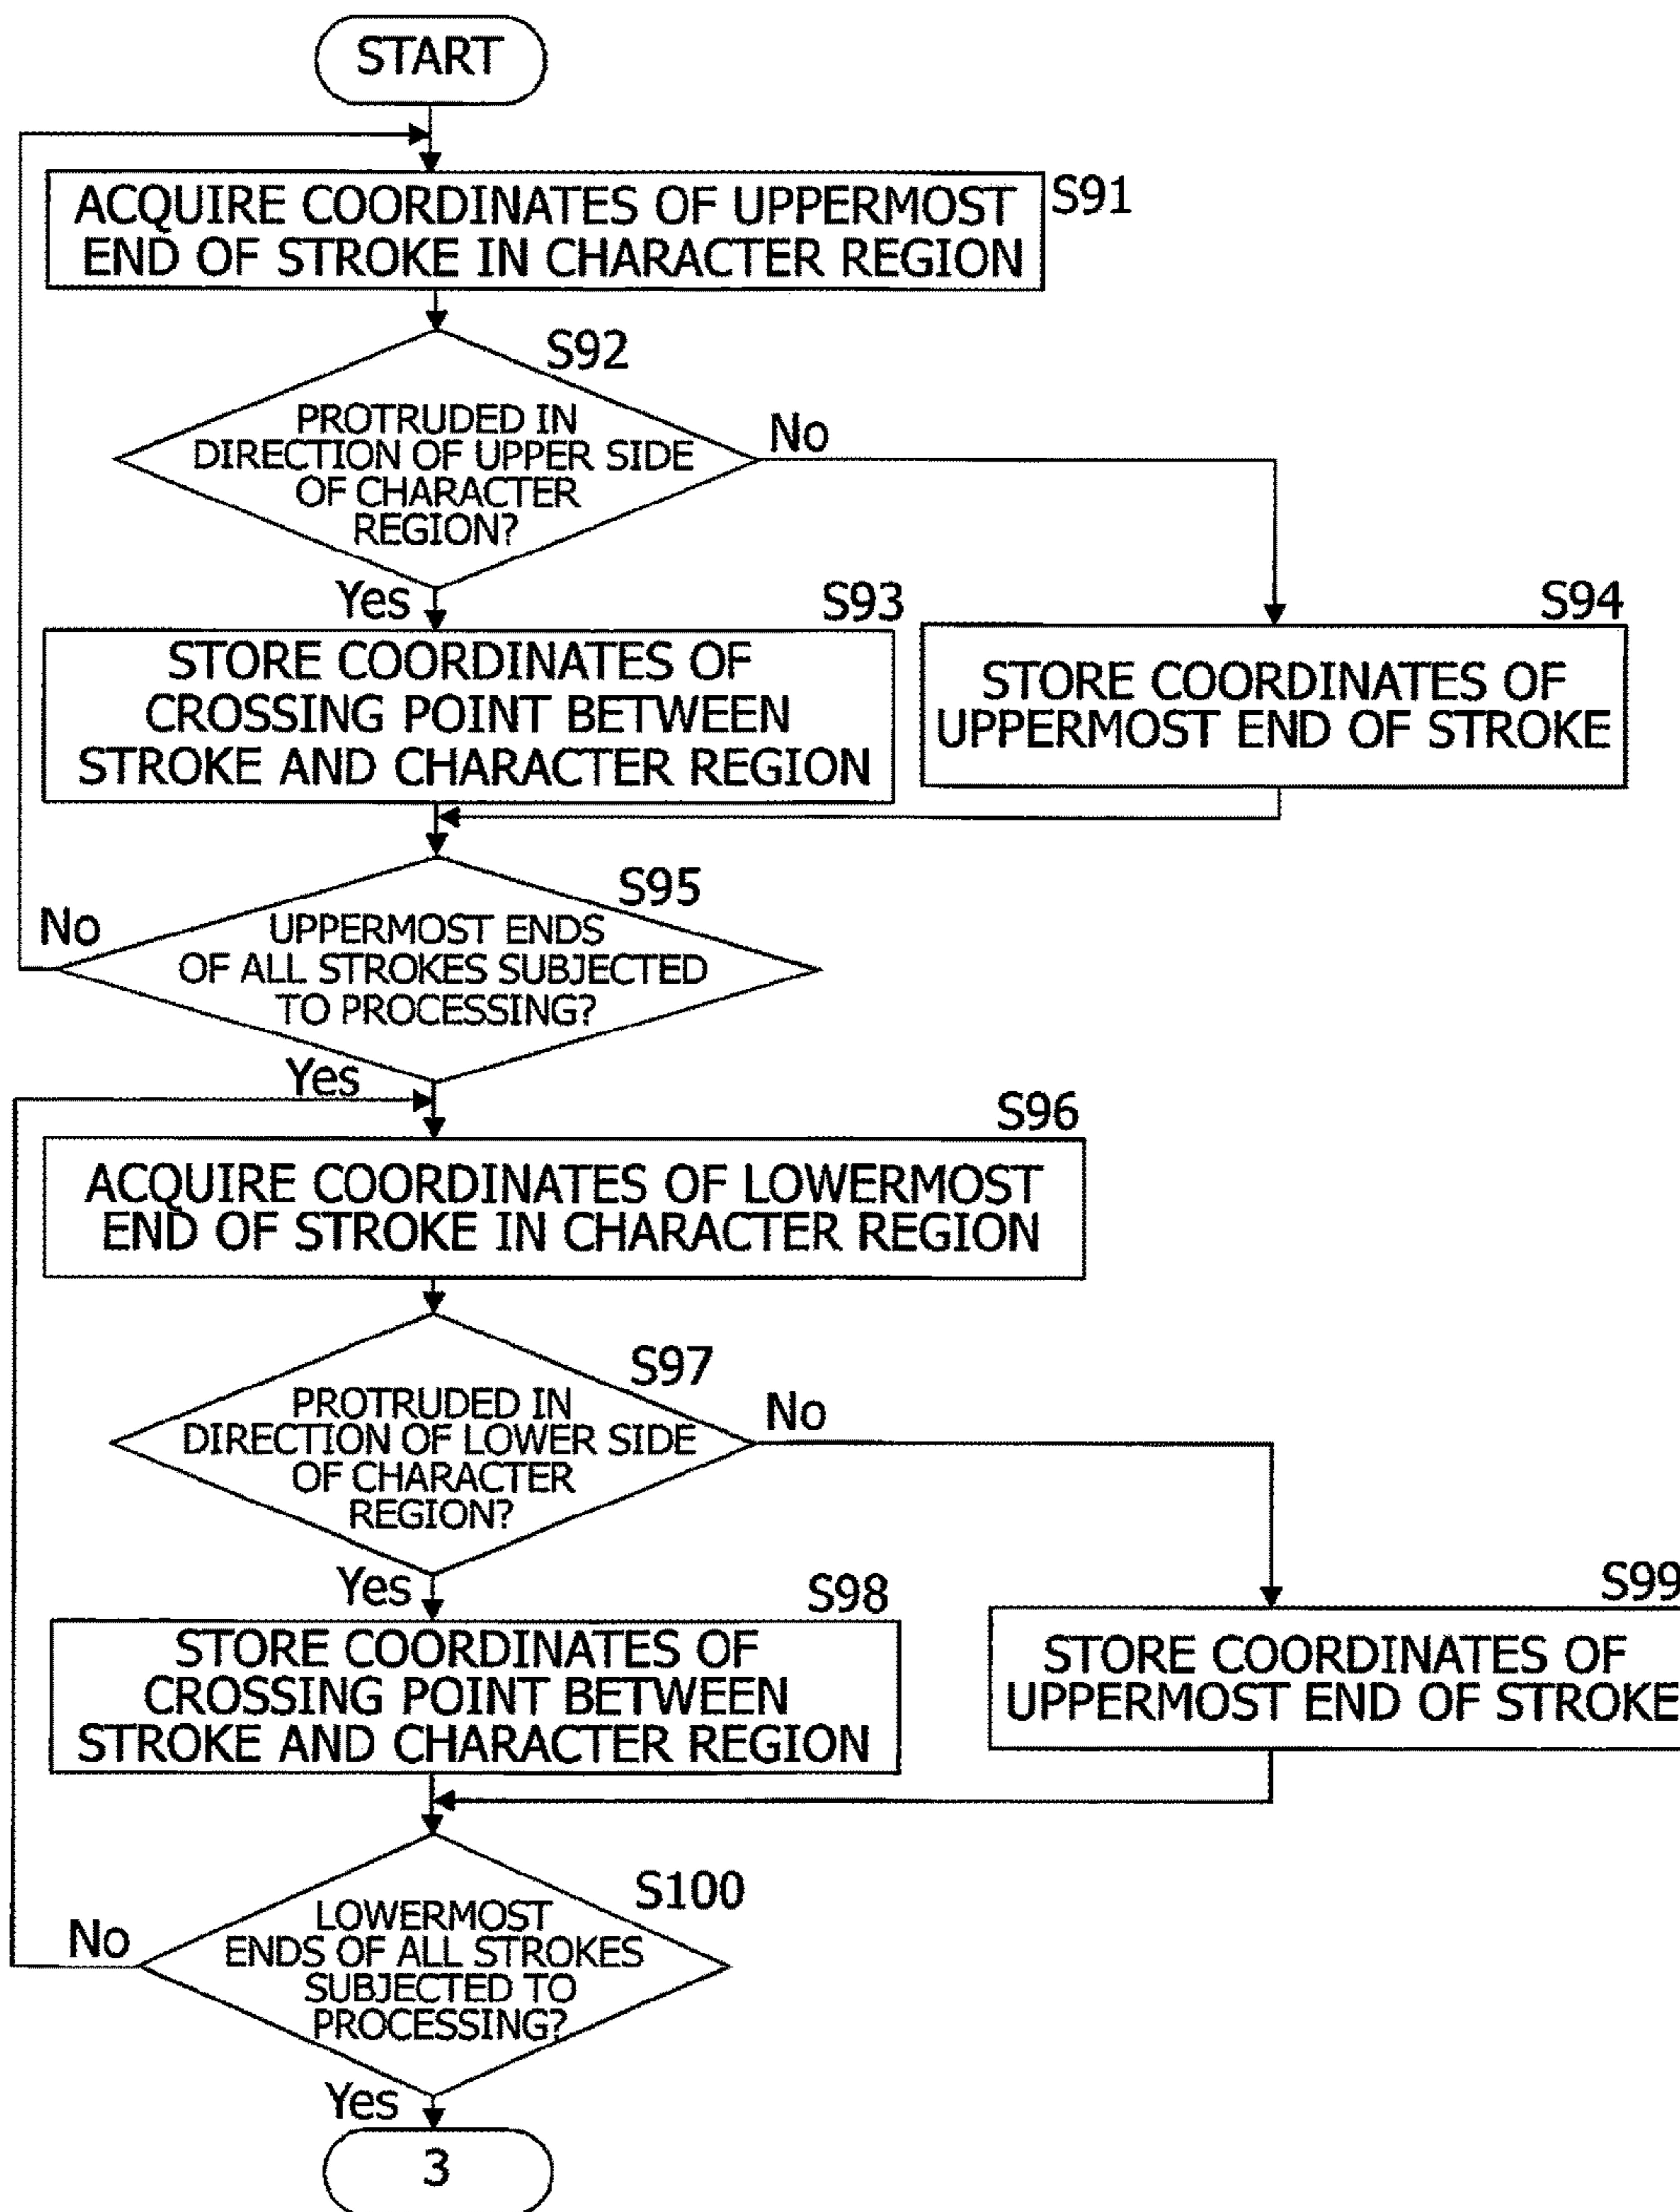 START
ACQUIRE COORDINATES OF UPPERMOST
END OF STROKE IN CHARACTER REGION
S91
S92
PROTRUDED IN
DIRECTION OF UPPER SIDE
OF CHARACTER
REGION?
No
Yes
S93
STORE COORDINATES OF
CROSSING POINT BETWEEN
STROKE AND CHARACTER REGION
S94
STORE COORDINATES OF
UPPERMOST END OF STROKE
S95
No
UPPERMOST ENDS
OF ALL STROKES SUBJECTED
TO PROCESSING?
Yes
S96
ACQUIRE COORDINATES OF LOWERMOST
END OF STROKE IN CHARACTER REGION
S97
PROTRUDED IN
DIRECTION OF LOWER SIDE
OF CHARACTER
REGION?
No
Yes
S98
STORE COORDINATES OF
CROSSING POINT BETWEEN
STROKE AND CHARACTER REGION
S99
STORE COORDINATES OF
UPPERMOST END OF STROKE
S100
No
LOWERMOST
ENDS OF ALL STROKES
SUBJECTED TO
PROCESSING?
Yes
3